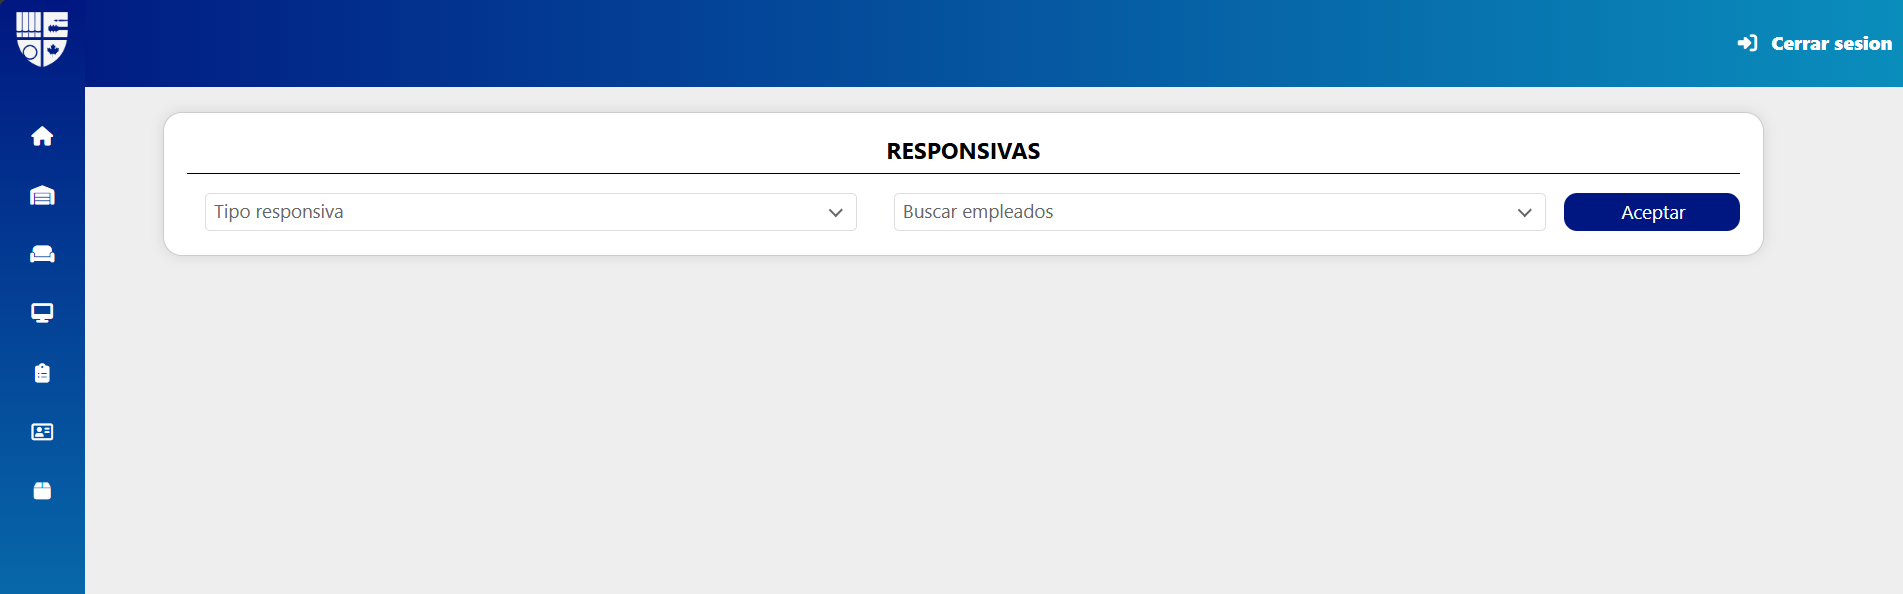 Cerrar sesion
RESPONSIVAS
Tipo responsiva
Buscar empleados
Aceptar